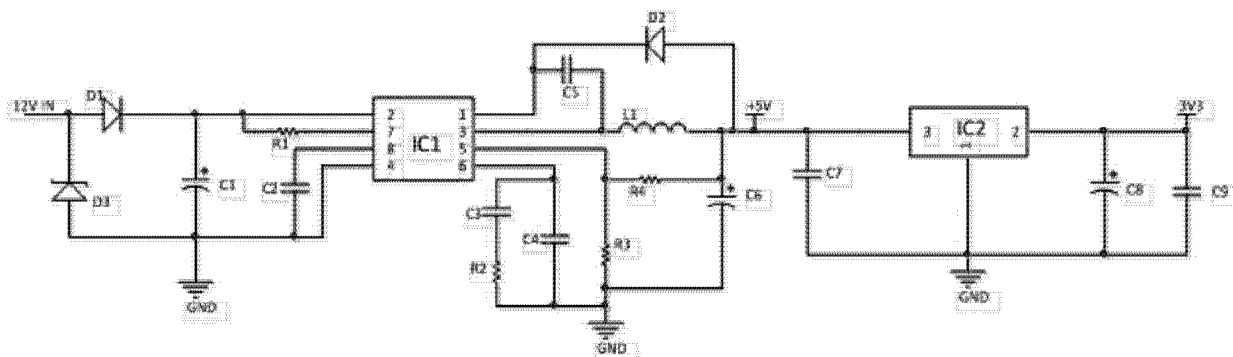 D2
D1
12V IN
C5
L1
+5V
3V3
2
1
7
3
IC1
8
5
4
6
R1
3
IC2
2
1
C1
C2
D3
R4
C6
C7
C8
C9
C3
C4
R3
R2
GND
GND
GND